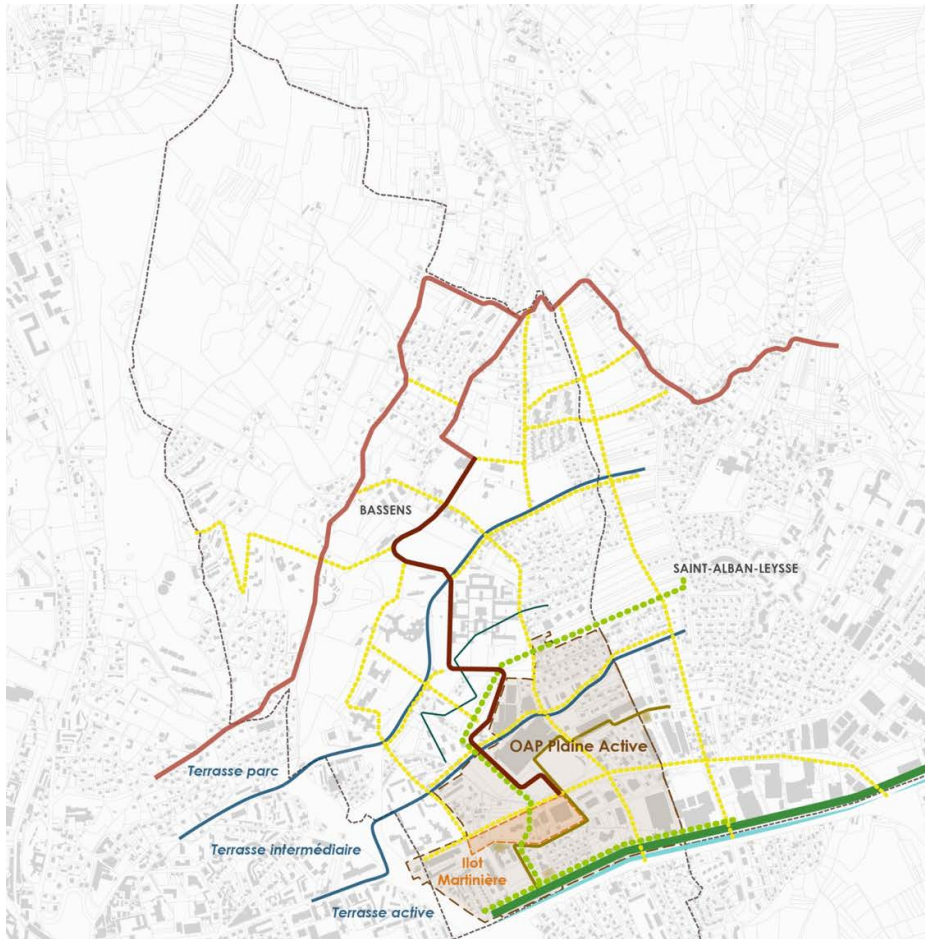 BASSENS
SAINT-ALBAN-LEYSSE
OAP Plaine Active
Terrasse parc
Terrasse intermédiaire
Ilot
Martinière
Terrasse active